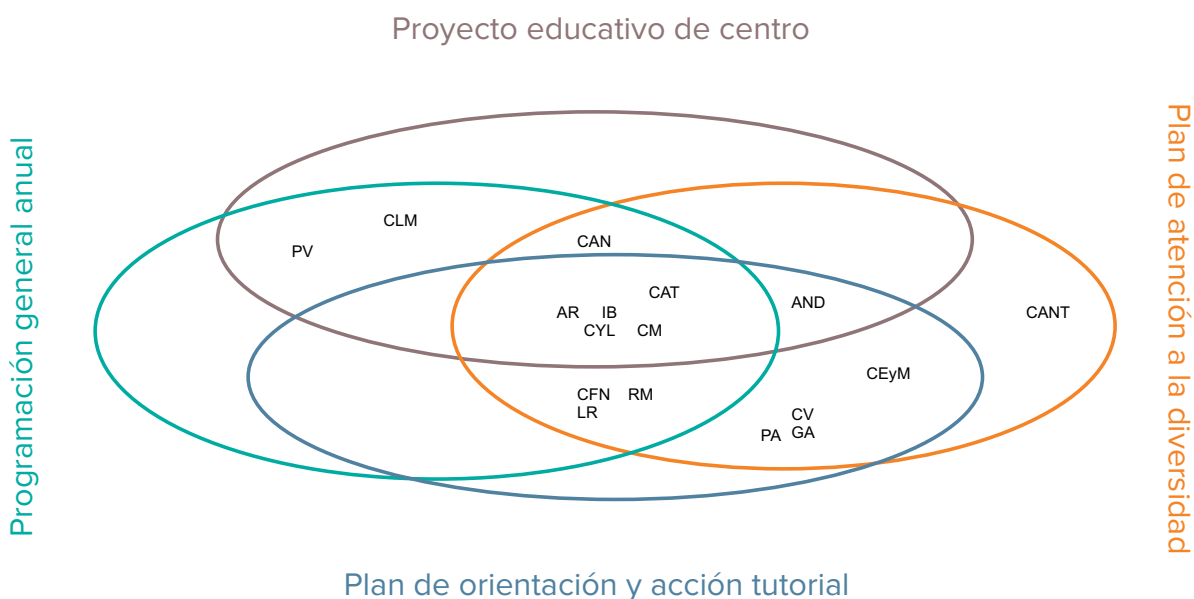 Proyecto educativo de centro
Programación general anual
Plan de atención a la diversidad
CLM
PV
CAN
CAT
AND
AR IB
CANT
CYL CM
CEyM
CFN RM
LR
CV
PA GA
Plan de orientación y acción tutorial